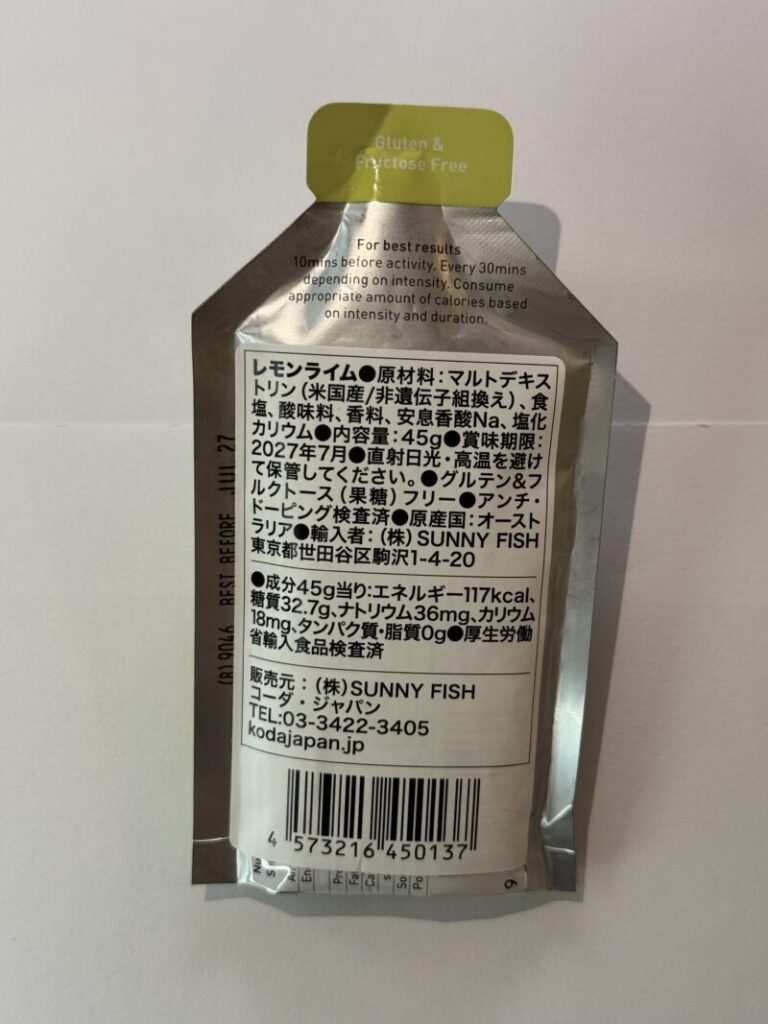 Gluten &
Fructose Free
For best results
10mins before activity. Every 30mins
depending on intensity. Consume
appropriate amount of calories based
on intensity and duration.
レモンライム●原材料：マルトデキス
トリン（米国産/非遺伝子組換え）、食
塩、酸味料、香料、安息香酸Na、塩化
カリウム●内容量：45g●賞味期限：
2027年7月●直射日光・高温を避け
て保管してください。●グルテン&フ
ルクトース（果糖）フリー●アンチ・
ドーピング検査済●原産国：オースト
ラリア●輸入者：（株）SUNNY FISH
東京都世田谷区駒沢1-4-20
●成分45g当り：エネルギー117kcal、
糖質32.7g、ナトリウム36mg、カリウム
18mg、タンパク質・脂質0g●厚生労働
省輸入食品検査済
販売元：（株）SUNNY FISH
コーダ・ジャパン
TEL:03-3422-3405
kodajapan.jp
4 573216 450137
(B) 9046 BEST BEFORE JUL 27